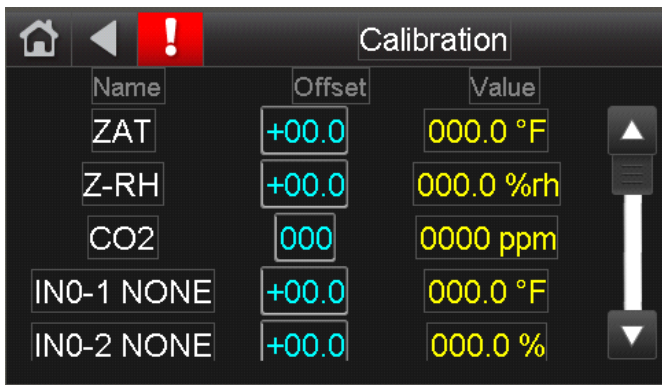 ! Calibration
Name Offset Value
ZAT +00.0 000.0 °F
Z-RH +00.0 000.0 %rh
CO2 000 0000 ppm
IN0-1 NONE +00.0 000.0 °F
IN0-2 NONE +00.0 000.0 %